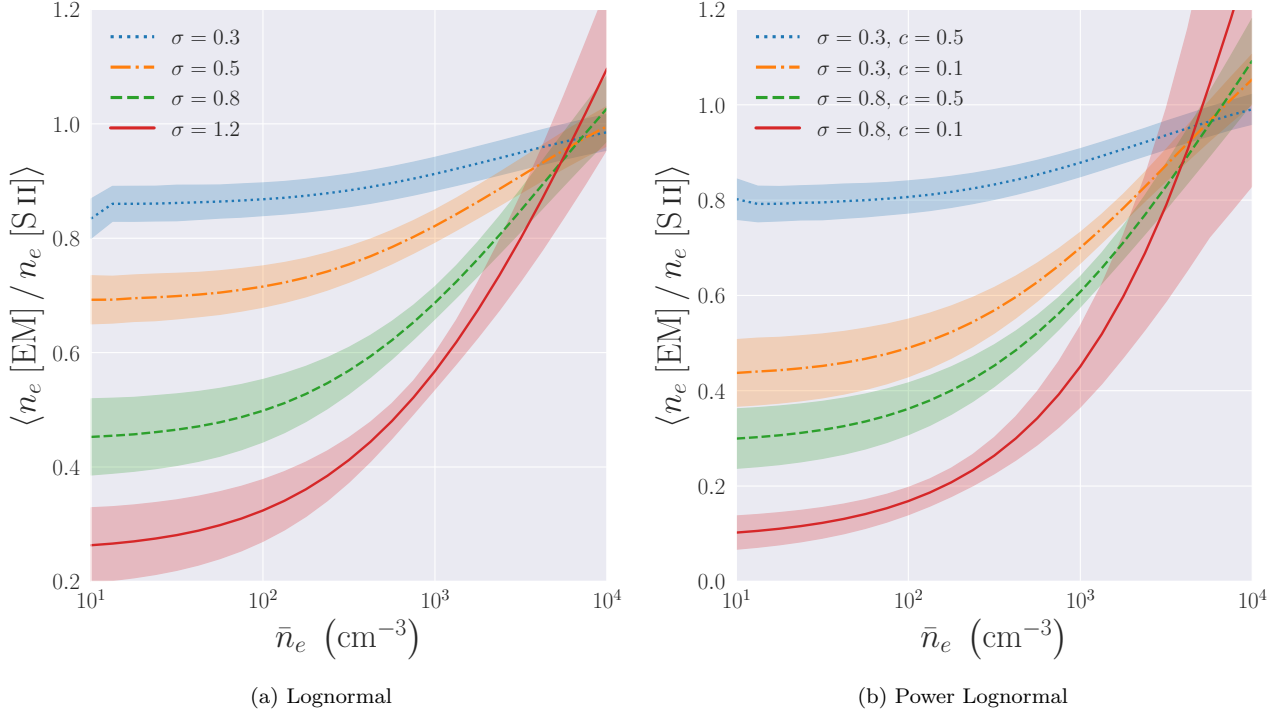 ⟨n_e [EM] / n_e [S II]⟩
1.2
1.0
0.8
0.6
0.4
0.2
σ = 0.3
σ = 0.5
σ = 0.8
σ = 1.2
10^1
10^2
10^3
10^4
n̄_e (cm^−3)
(a) Lognormal
⟨n_e [EM] / n_e [S II]⟩
1.2
1.0
0.8
0.6
0.4
0.2
0.0
σ = 0.3, c = 0.5
σ = 0.3, c = 0.1
σ = 0.8, c = 0.5
σ = 0.8, c = 0.1
10^1
10^2
10^3
10^4
n̄_e (cm^−3)
(b) Power Lognormal